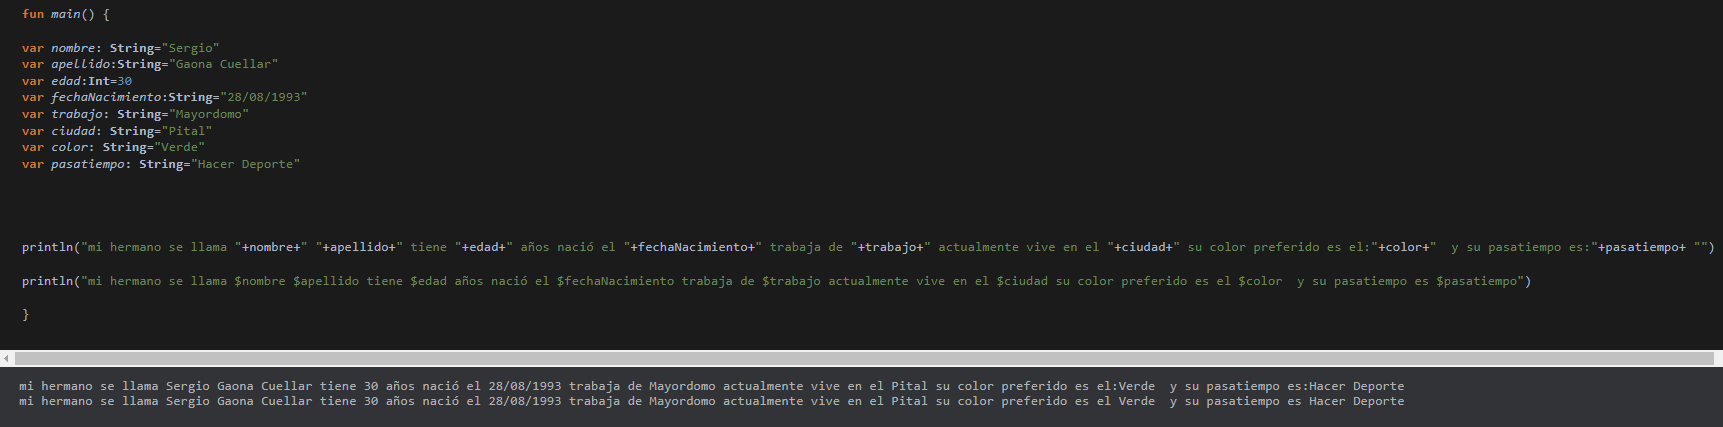 fun main() {
var nombre: String="Sergio"
var apellido:String="Gaona Cuellar"
var edad:Int=30
var fechaNacimiento:String="28/08/1993"
var trabajo: String="Mayordomo"
var ciudad: String="Pital"
var color: String="Verde"
var pasatiempo: String="Hacer Deporte"
println("mi hermano se llama "+nombre+" "+apellido+" tiene "+edad+" años nació el "+fechaNacimiento+" trabaja de "+trabajo+" actualmente vive en el "+ciudad+" su color preferido es el:"+color+"  y su pasatiempo es:"+pasatiempo+ "")
println("mi hermano se llama $nombre $apellido tiene $edad años nació el $fechaNacimiento trabaja de $trabajo actualmente vive en el $ciudad su color preferido es el $color  y su pasatiempo es $pasatiempo")
}
mi hermano se llama Sergio Gaona Cuellar tiene 30 años nació el 28/08/1993 trabaja de Mayordomo actualmente vive en el Pital su color preferido es el:Verde  y su pasatiempo es:Hacer Deporte
mi hermano se llama Sergio Gaona Cuellar tiene 30 años nació el 28/08/1993 trabaja de Mayordomo actualmente vive en el Pital su color preferido es el Verde  y su pasatiempo es Hacer Deporte